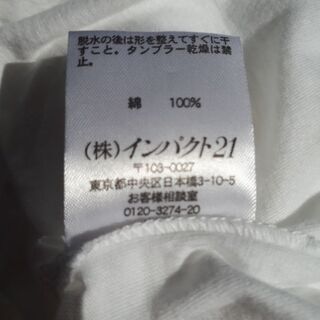 脱水の後は形を整えてすぐに干
すこと。タンブラー乾燥は禁
止。
綿 100%
(株)インパクト21
〒103-0027
東京都中央区日本橋3-10-5
お客様相談室
0120-3274-20